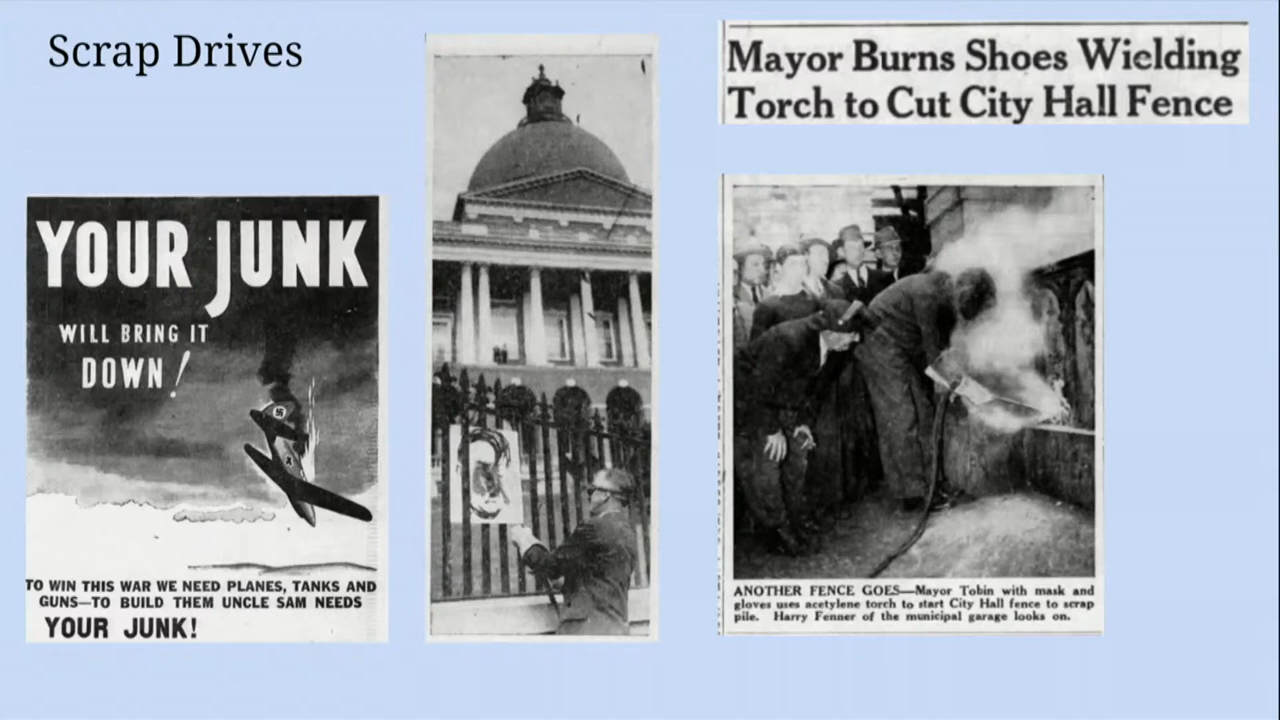 Scrap Drives
YOUR JUNK
WILL BRING IT
DOWN!
TO WIN THIS WAR WE NEED PLANES, TANKS AND
GUNS—TO BUILD THEM UNCLE SAM NEEDS
YOUR JUNK!
Mayor Burns Shoes Wielding
Torch to Cut City Hall Fence
ANOTHER FENCE GOES—Mayor Tobin with mask and
gloves uses acetylene torch to start City Hall fence to scrap
pile. Harry Fenner of the municipal garage looks on.